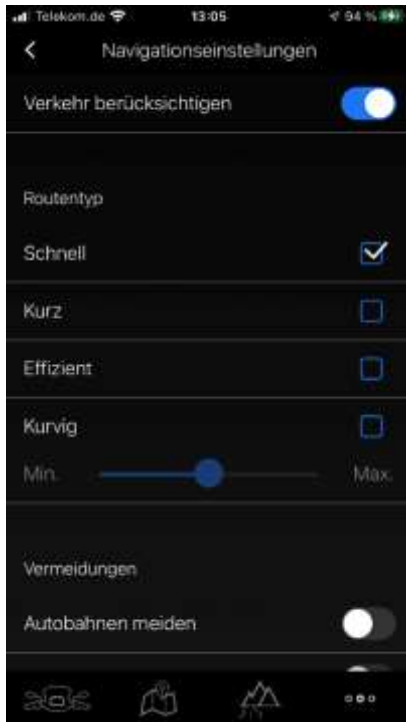 Telekom.de 13:05 94 %
Navigationseinstellungen
Verkehr berücksichtigen
Routentyp
Schnell
Kurz
Effizient
Kurvig
Min. Max.
Vermeidungen
Autobahnen meiden